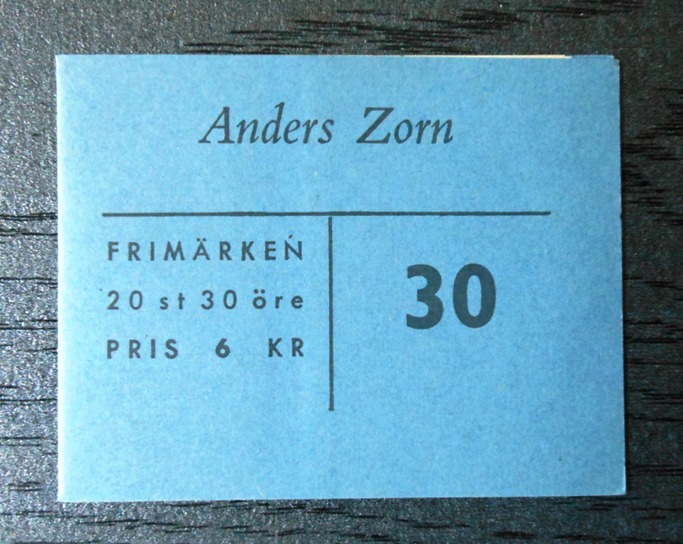 Anders Zorn
FRIMÄRKEN
20 st 30 öre
PRIS 6 KR
30